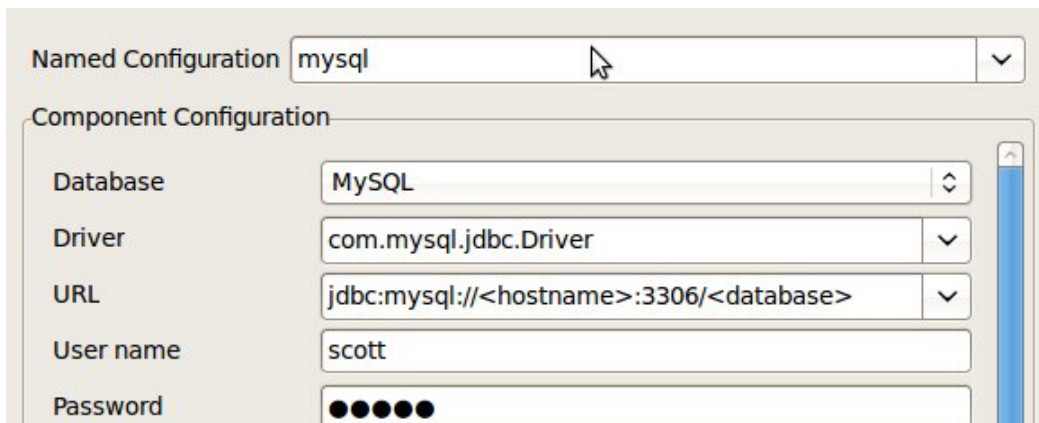 Named Configuration mysql
Component Configuration
Database MySQL
Driver com.mysql.jdbc.Driver
URL jdbc:mysql://<hostname>:3306/<database>
User name scott
Password ●●●●●